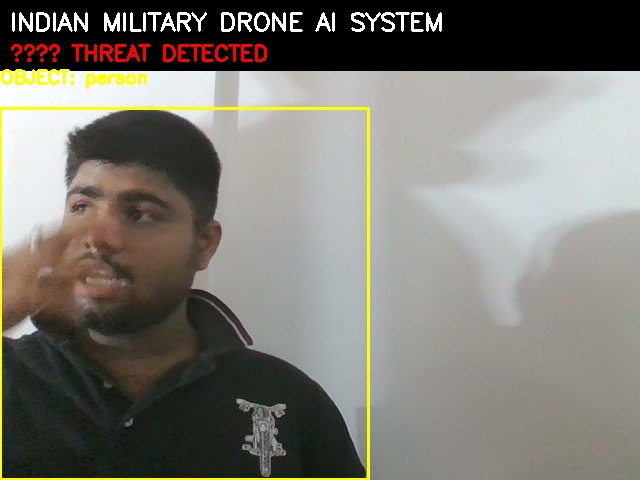 INDIAN MILITARY DRONE AI SYSTEM
???? THREAT DETECTED
OBJECT: person